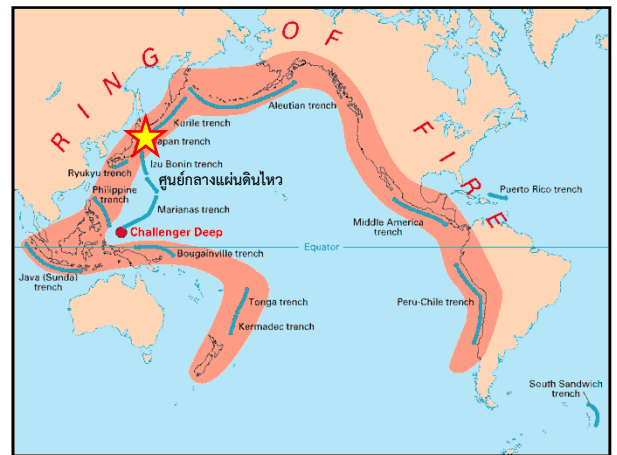 RING OF FIRE
Aleutian trench
Kurile trench
Japan trench
Izu Bonin trench
Ryukyu trench
ศูนย์กลางแผ่นดินไหว
Philippine
trench
Marianas trench
Challenger Deep
Bougainville trench
Equator
Java (Sunda)
trench
Tonga trench
Kermadec trench
Middle America
trench
Puerto Rico trench
Peru-Chile trench
South Sandwich
trench